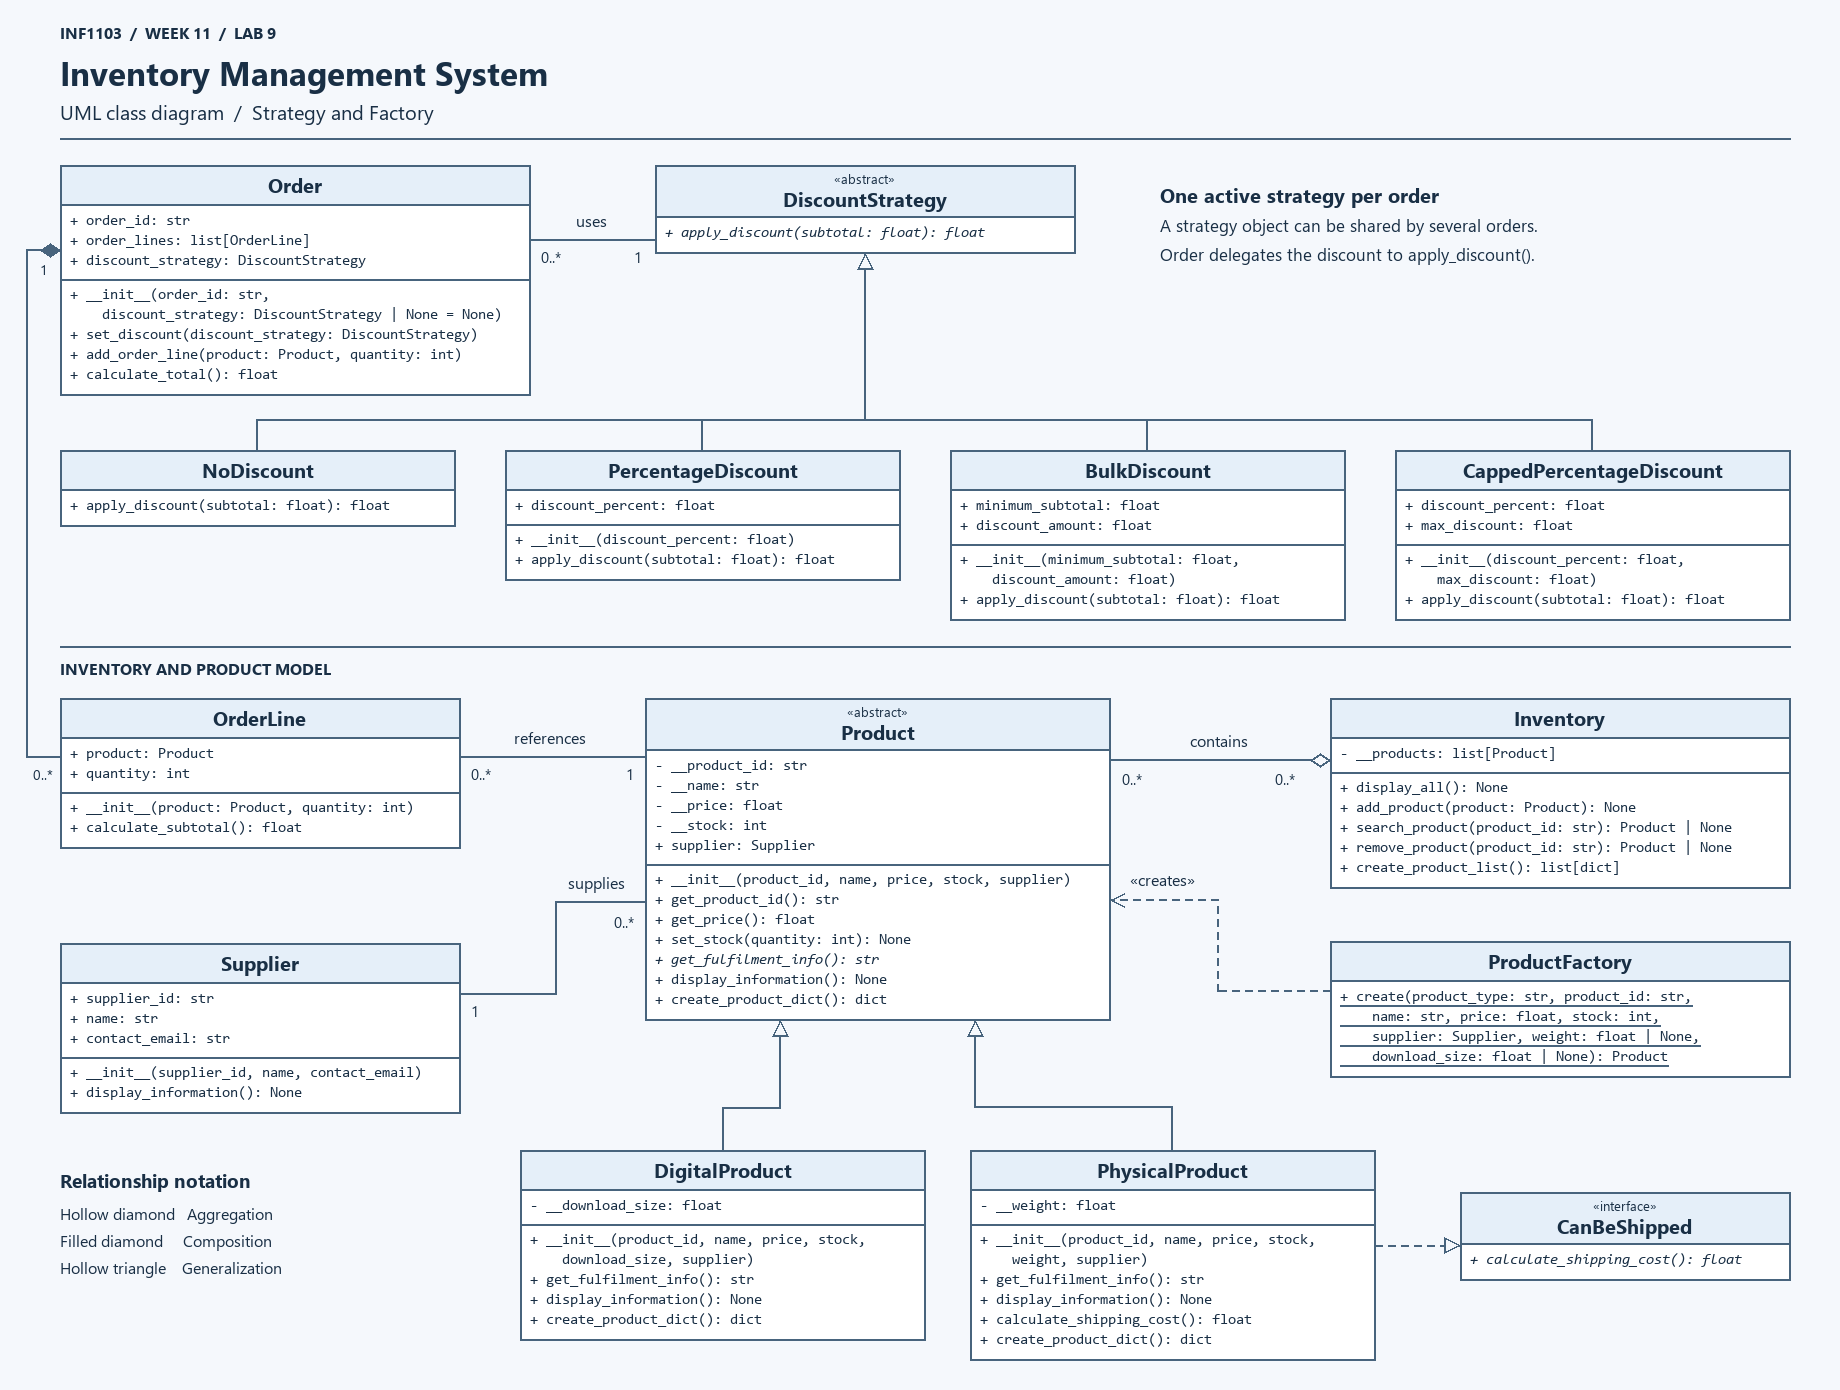 INF1103 / WEEK 11 / LAB 9
Inventory Management System
UML class diagram / Strategy and Factory
Order
+ order_id: str
+ order_lines: list[OrderLine]
+ discount_strategy: DiscountStrategy
+ __init__(order_id: str,
discount_strategy: DiscountStrategy | None = None)
+ set_discount(discount_strategy: DiscountStrategy)
+ add_order_line(product: Product, quantity: int)
+ calculate_total(): float
1
uses
0..*
1
«abstract»
DiscountStrategy
+ apply_discount(subtotal: float): float
One active strategy per order
A strategy object can be shared by several orders.
Order delegates the discount to apply_discount().
NoDiscount
+ apply_discount(subtotal: float): float
PercentageDiscount
+ discount_percent: float
+ __init__(discount_percent: float)
+ apply_discount(subtotal: float): float
BulkDiscount
+ minimum_subtotal: float
+ discount_amount: float
+ __init__(minimum_subtotal: float,
discount_amount: float)
+ apply_discount(subtotal: float): float
CappedPercentageDiscount
+ discount_percent: float
+ max_discount: float
+ __init__(discount_percent: float,
max_discount: float)
+ apply_discount(subtotal: float): float
INVENTORY AND PRODUCT MODEL
OrderLine
+ product: Product
+ quantity: int
+ __init__(product: Product, quantity: int)
+ calculate_subtotal(): float
0..*
references
0..*
1
«abstract»
Product
- __product_id: str
- __name: str
- __price: float
- __stock: int
+ supplier: Supplier
+ __init__(product_id, name, price, stock, supplier)
+ get_product_id(): str
+ get_price(): float
+ set_stock(quantity: int): None
+ get_fulfilment_info(): str
+ display_information(): None
+ create_product_dict(): dict
contains
0..*
0..*
Inventory
- __products: list[Product]
+ display_all(): None
+ add_product(product: Product): None
+ search_product(product_id: str): Product | None
+ remove_product(product_id: str): Product | None
+ create_product_list(): list[dict]
supplies
0..*
1
«creates»
Supplier
+ supplier_id: str
+ name: str
+ contact_email: str
+ __init__(supplier_id, name, contact_email)
+ display_information(): None
ProductFactory
+ create(product_type: str, product_id: str,
name: str, price: float, stock: int,
supplier: Supplier, weight: float | None,
download_size: float | None): Product
Relationship notation
Hollow diamond Aggregation
Filled diamond Composition
Hollow triangle Generalization
DigitalProduct
- __download_size: float
+ __init__(product_id, name, price, stock,
download_size, supplier)
+ get_fulfilment_info(): str
+ display_information(): None
+ create_product_dict(): dict
PhysicalProduct
- __weight: float
+ __init__(product_id, name, price, stock,
weight, supplier)
+ get_fulfilment_info(): str
+ display_information(): None
+ calculate_shipping_cost(): float
+ create_product_dict(): dict
«interface»
CanBeShipped
+ calculate_shipping_cost(): float